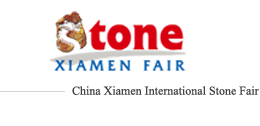 Stone
XIAMEN FAIR
China Xiamen International Stone Fair